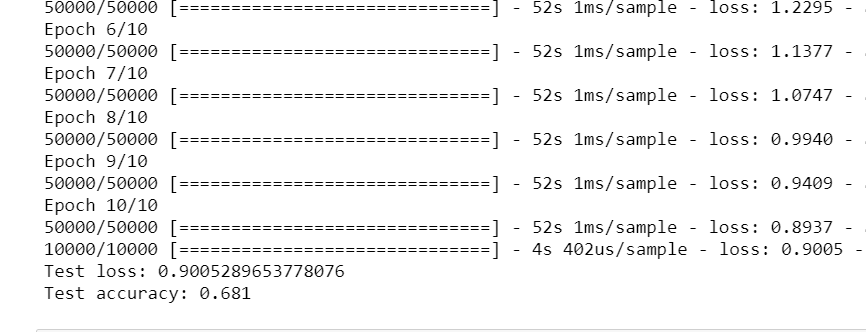 50000/50000 [==============================] - 52s 1ms/sample - loss: 1.2295 -
Epoch 6/10
50000/50000 [==============================] - 52s 1ms/sample - loss: 1.1377 -
Epoch 7/10
50000/50000 [==============================] - 52s 1ms/sample - loss: 1.0747 -
Epoch 8/10
50000/50000 [==============================] - 52s 1ms/sample - loss: 0.9940 -
Epoch 9/10
50000/50000 [==============================] - 52s 1ms/sample - loss: 0.9409 -
Epoch 10/10
50000/50000 [==============================] - 52s 1ms/sample - loss: 0.8937 -
10000/10000 [==============================] - 4s 402us/sample - loss: 0.9005 -
Test loss: 0.9005289653778076
Test accuracy: 0.681